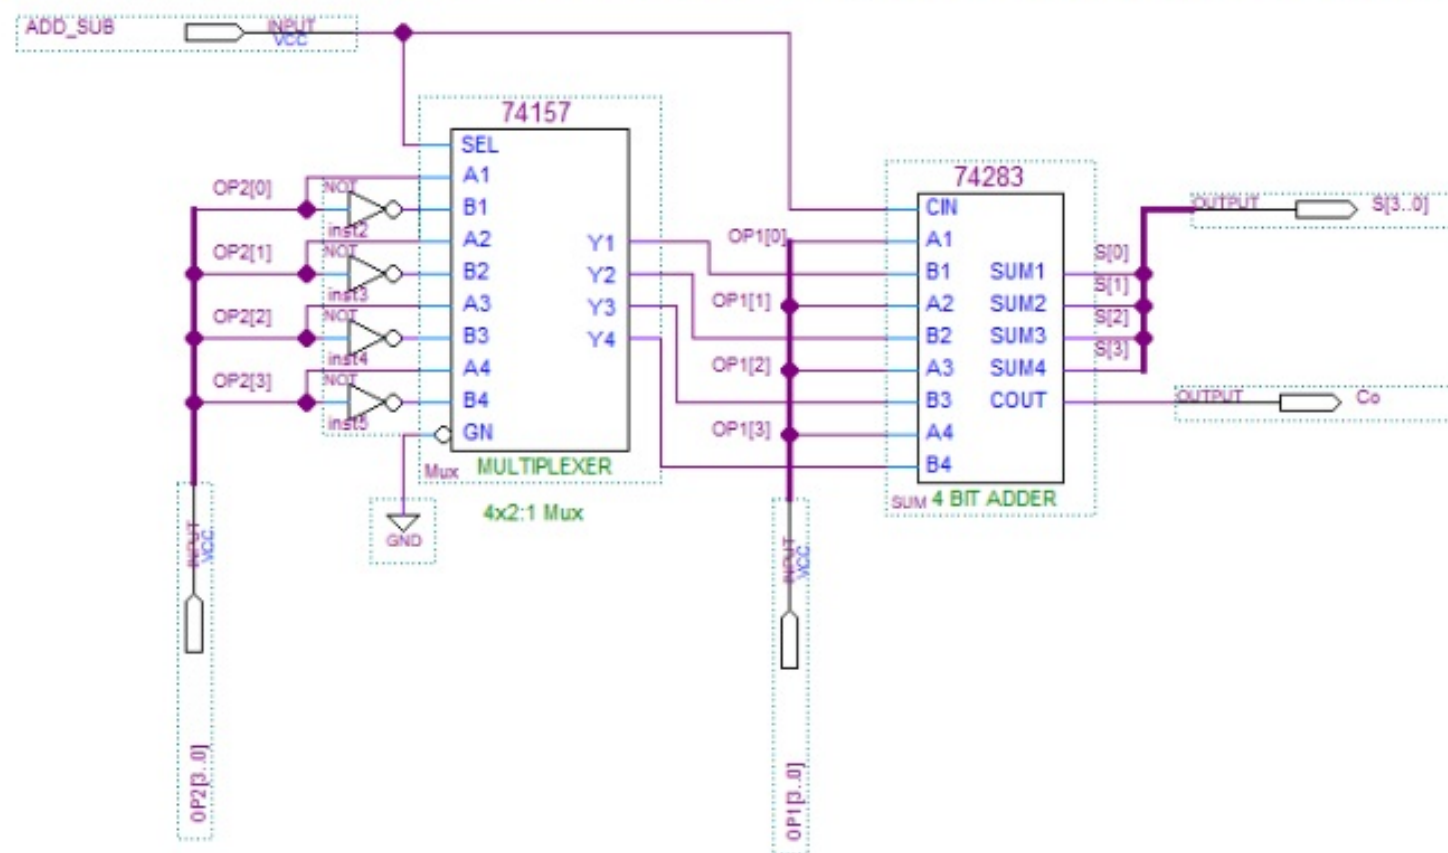 ADD_SUB
INPUT
VCC
74157
SEL
A1
B1
A2
B2
A3
B3
A4
B4
GN
Y1
Y2
Y3
Y4
Mux
MULTIPLEXER
4x2:1 Mux
GND
OP2[0]
OP2[1]
OP2[2]
OP2[3]
NOT
inst2
NOT
inst3
NOT
inst4
NOT
inst5
INPUT
VCC
OP2[3..0]
74283
CIN
A1
B1
A2
B2
A3
B3
A4
B4
SUM1
SUM2
SUM3
SUM4
COUT
SUM
4 BIT ADDER
OP1[0]
OP1[1]
OP1[2]
OP1[3]
INPUT
VCC
OP1[3..0]
S[0]
S[1]
S[2]
S[3]
OUTPUT
S[3..0]
OUTPUT
Co